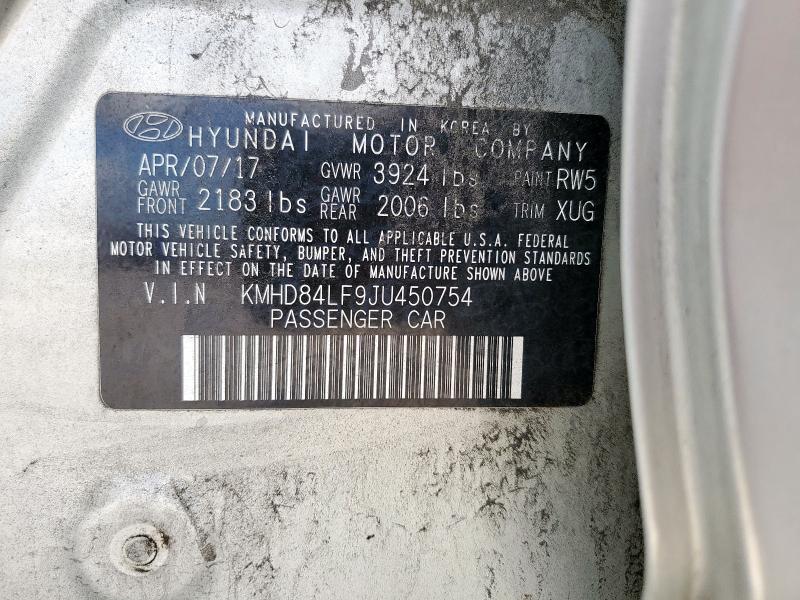 MANUFACTURED IN KOREA BY
HYUNDAI MOTOR COMPANY
APR/07/17 GVWR 3924 lbs PAINT RW5
GAWR FRONT 2183 lbs GAWR REAR 2006 lbs TRIM XUG
THIS VEHICLE CONFORMS TO ALL APPLICABLE U.S.A. FEDERAL
MOTOR VEHICLE SAFETY, BUMPER, AND THEFT PREVENTION STANDARDS
IN EFFECT ON THE DATE OF MANUFACTURE SHOWN ABOVE
V.I.N KMHD84LF9JU450754
PASSENGER CAR